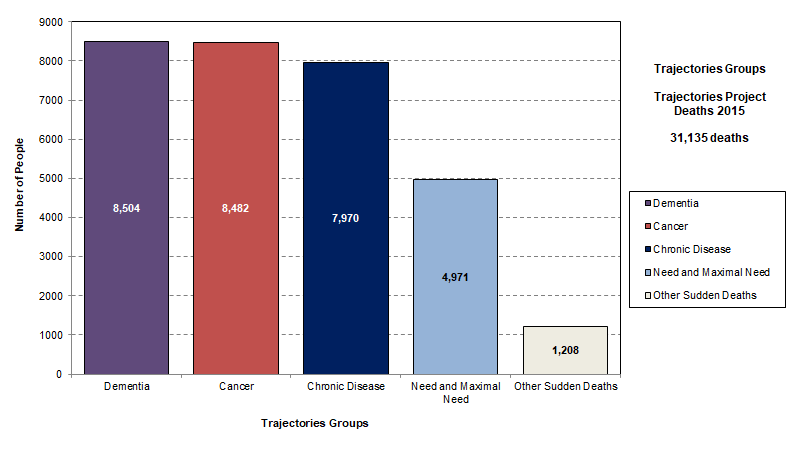 9000
8000
7000
6000
5000
4000
3000
2000
1000
0
Number of People
8,504
8,482
7,970
4,971
1,208
Dementia
Cancer
Chronic Disease
Need and Maximal
Need
Other Sudden Deaths
Trajectories Groups
Trajectories Groups
Trajectories Project
Deaths 2015
31,135 deaths
Dementia
Cancer
Chronic Disease
Need and Maximal Need
Other Sudden Deaths